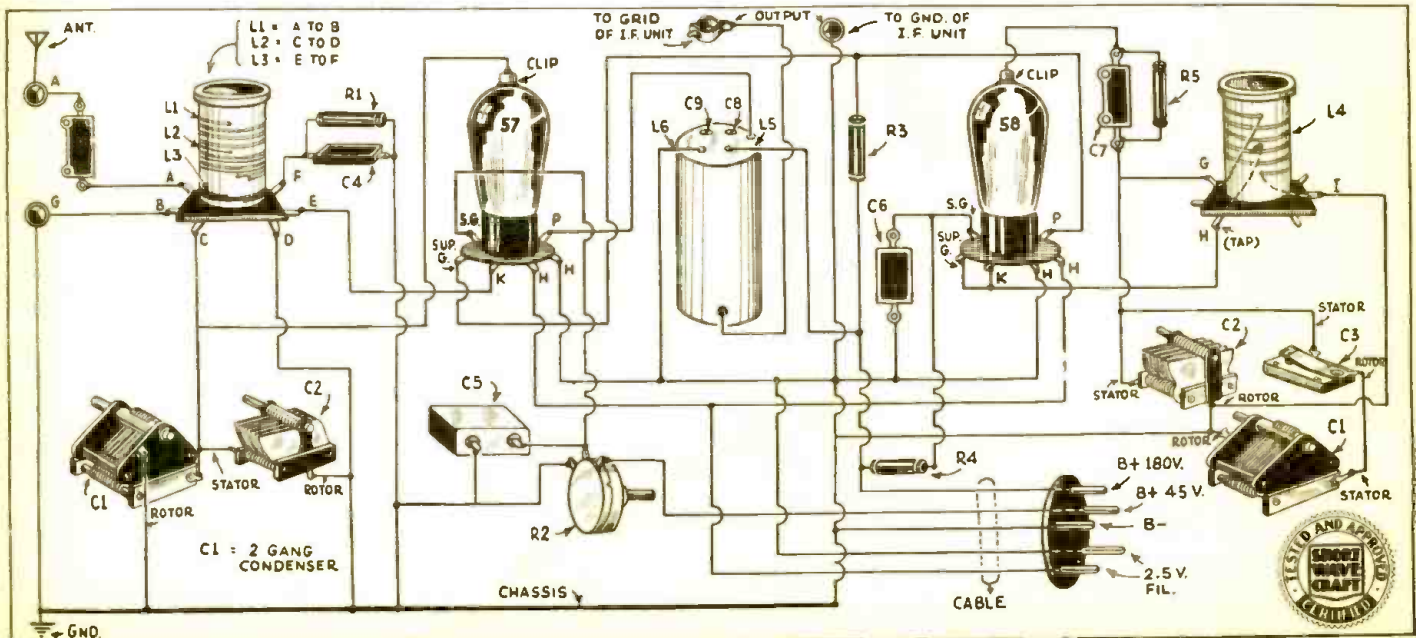 ANT.
A
L1 = A TO B
L2 = C TO D
L3 = E TO F
L1
L2
L3
A
B
C
D
E
F
G
R1
C4
CLIP
57
S.G.
SUP.
G.
P
K
H
H
TO GRID
OF I.F. UNIT
OUTPUT
TO GND. OF
I.F. UNIT
C9
C8
L6
L5
R3
C6
CLIP
58
S.G.
SUP.
G.
P
K
H
H
C7
R5
L4
G
I
H
(TAP)
STATOR
C2
C3
ROTOR
STATOR
ROTOR
ROTOR
C1
STATOR
C1
ROTOR
STATOR
C2
ROTOR
C1 = 2 GANG
CONDENSER
C5
R2
R4
B+ 180V.
B+ 45 V.
B-
2.5 V.
FIL.
CABLE
CHASSIS
GND.
TESTED AND APPROVED
SHORT
WAVE
CRAFT
CERTIFIED